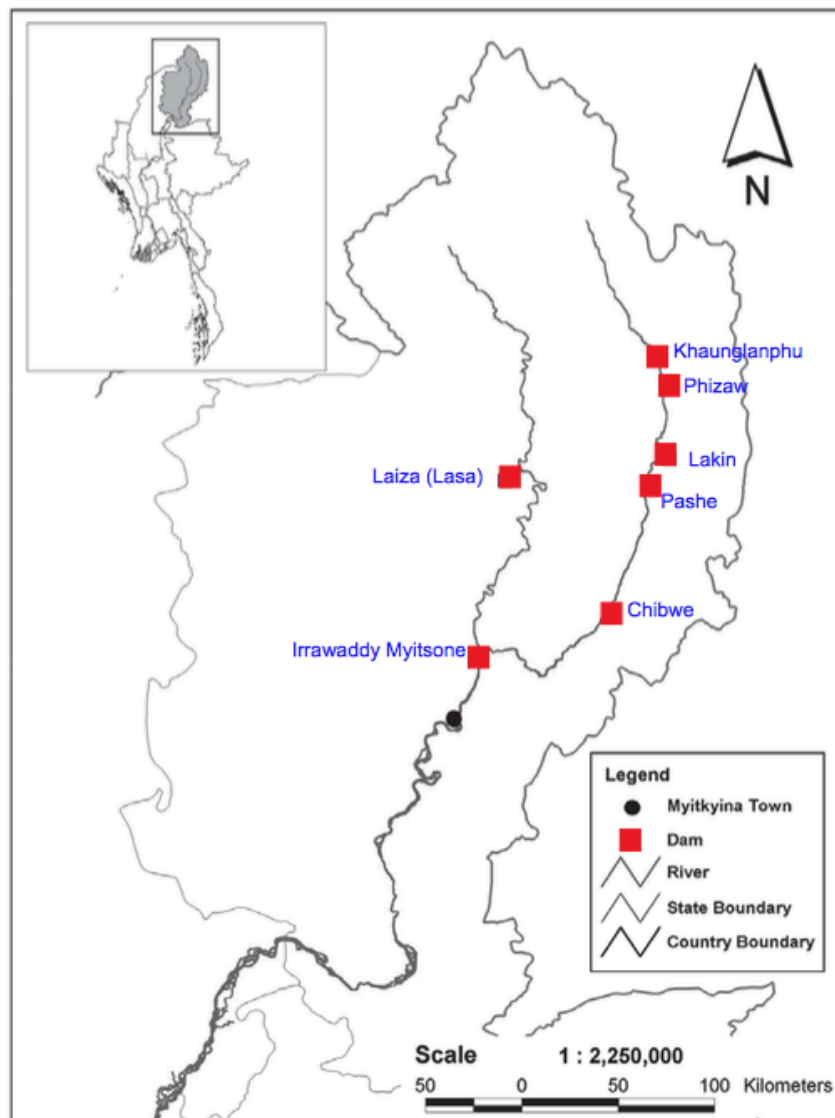 N
Khaunglanphu
Phizaw
Laiza (Lasa)
Lakin
Pashe
Chibwe
Irrawaddy Myitsone
Legend
Myitkyina Town
Dam
River
State Boundary
Country Boundary
Scale 1 : 2,250,000
50 0 50 100 Kilometers